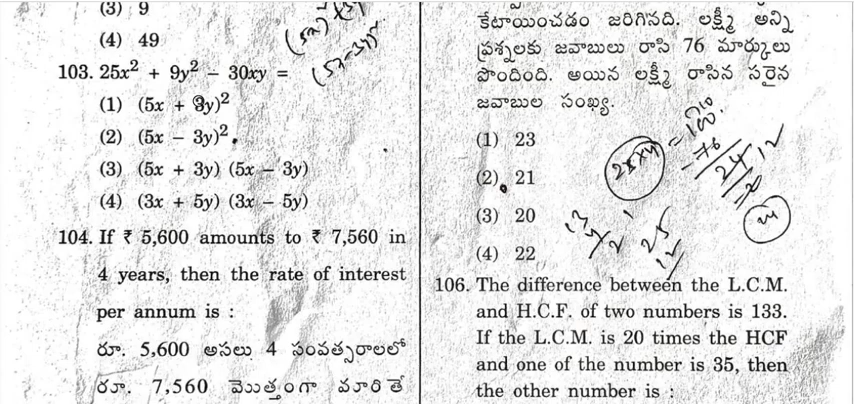 (3) 9
(4) 49
103. 25x² + 9y² − 30xy =
(1) (5x + 3y)²
(2) (5x − 3y)²
(3) (5x + 3y) (5x − 3y)
(4) (3x + 5y) (3x − 5y)
104. If ₹ 5,600 amounts to ₹ 7,560 in
4 years, then the rate of interest
per annum is :
రూ. 5,600 అసలు 4 సంవత్సరాలలో
రూ. 7,560 మొత్తంగా మారితే
కేటాయించడం జరిగినది. లక్ష్మీ అన్ని
ప్రశ్నలకు జవాబులు రాసి 76 మార్కులు
పొందింది. అయిన లక్ష్మీ రాసిన సరైన
జవాబుల సంఖ్య.
(1) 23
(2) 21
(3) 20
(4) 22
106. The difference between the L.C.M.
and H.C.F. of two numbers is 133.
If the L.C.M. is 20 times the HCF
and one of the number is 35, then
the other number is :